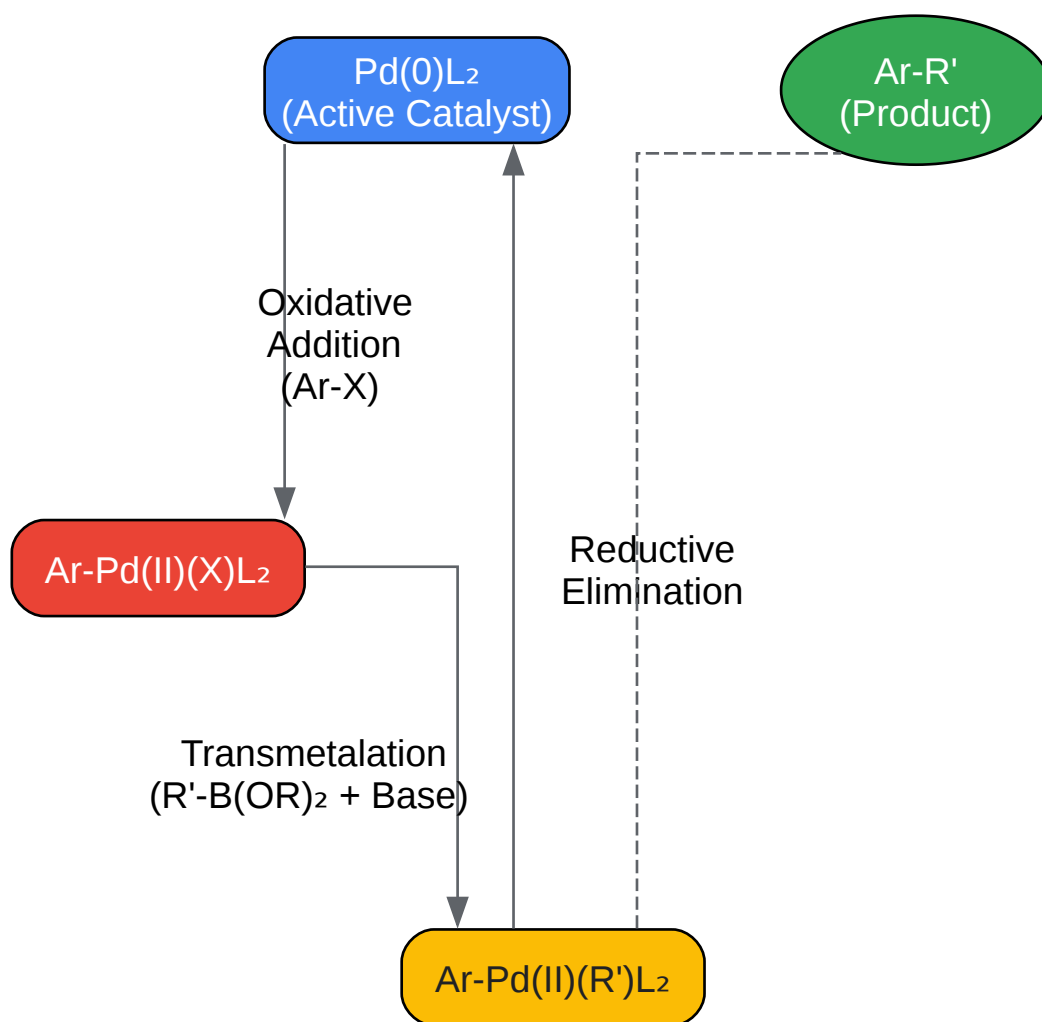 Pd(0)L₂
(Active Catalyst)
Ar-R'
(Product)
Oxidative
Addition
(Ar-X)
Ar-Pd(II)(X)L₂
Reductive
Elimination
Transmetalation
(R'-B(OR)₂ + Base)
Ar-Pd(II)(R')L₂